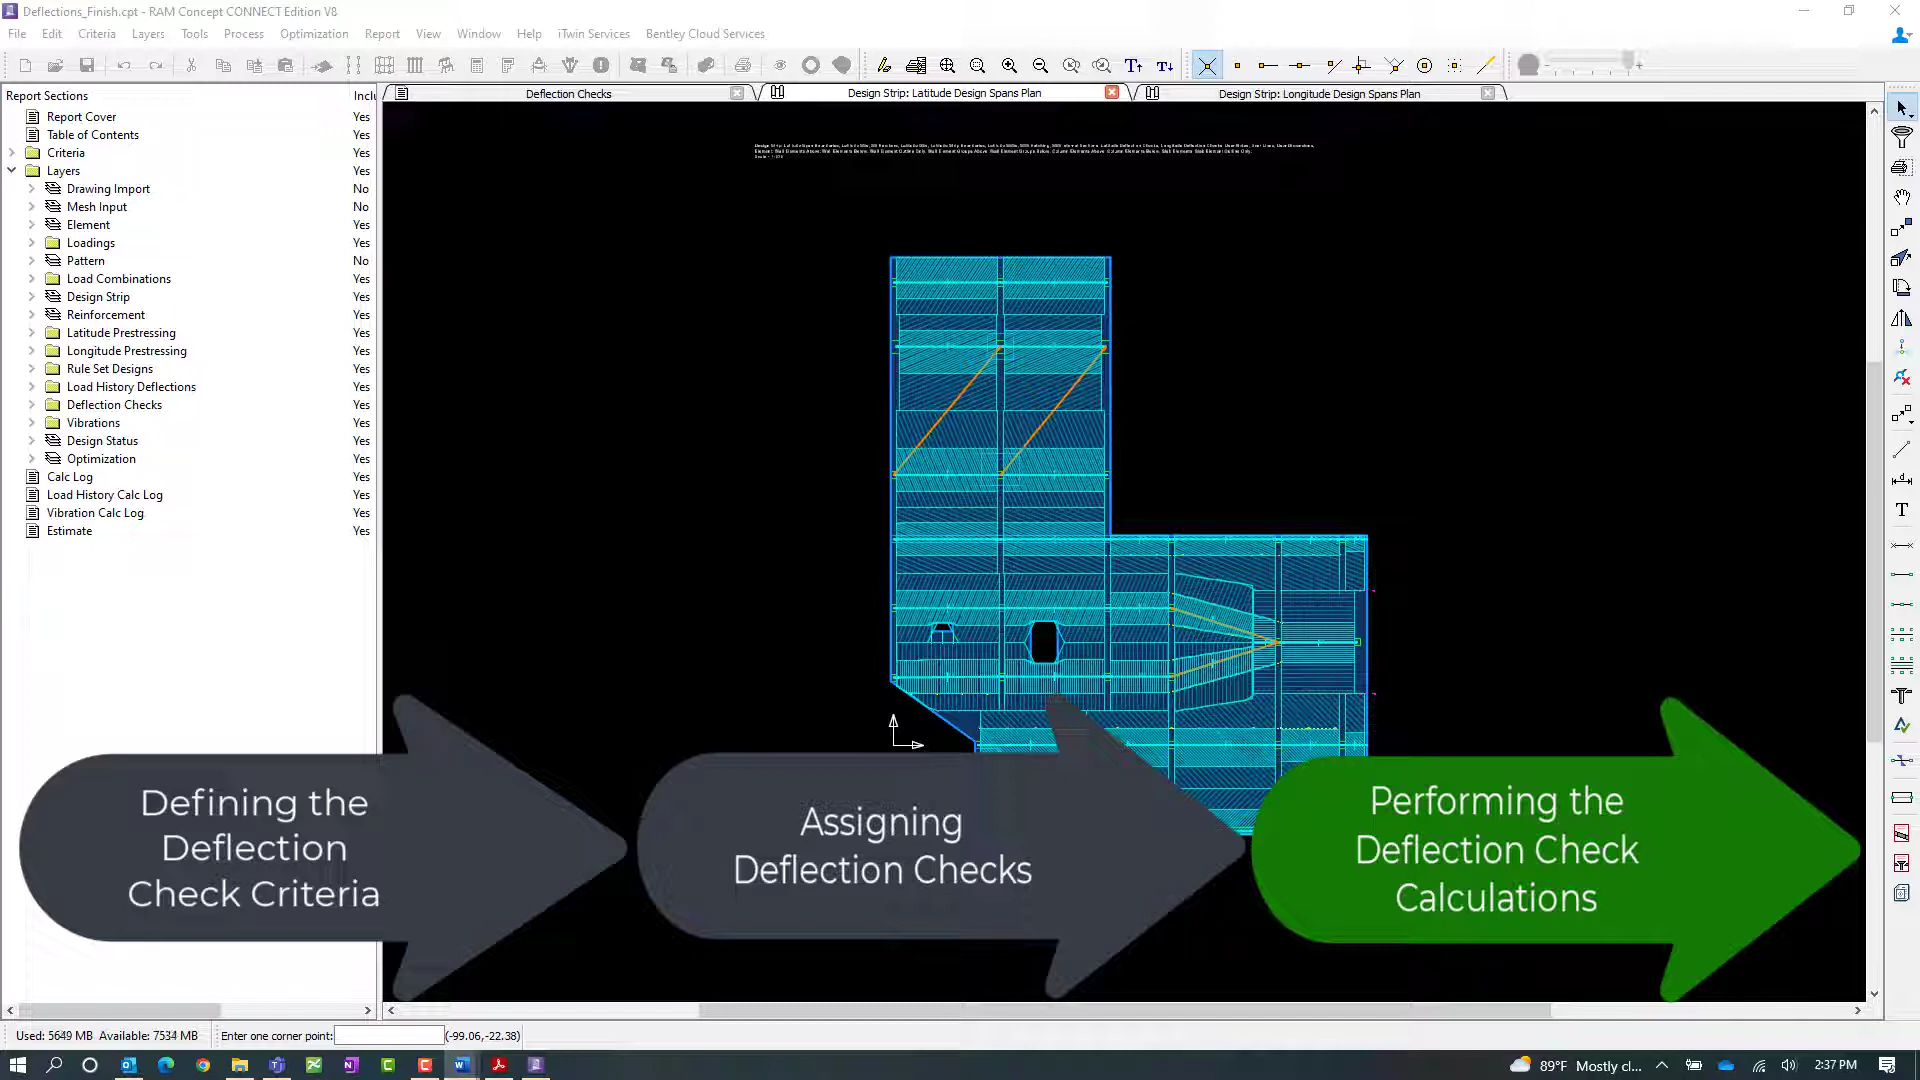 Deflections_Finish.cpt - RAM Concept CONNECT Edition V8
File Edit Criteria Layers Tools Process Optimization Report View Window Help iTwin Services Bentley Cloud Services
Report Sections Inclu
Deflection Checks
Design Strip: Latitude Design Spans Plan
Design Strip: Longitude Design Spans Plan
Report Cover Yes
Table of Contents Yes
Criteria Yes
Layers Yes
Drawing Import No
Mesh Input No
Element Yes
Loadings Yes
Pattern No
Load Combinations Yes
Design Strip Yes
Reinforcement Yes
Latitude Prestressing Yes
Longitude Prestressing Yes
Rule Set Designs Yes
Load History Deflections Yes
Deflection Checks Yes
Vibrations Yes
Design Status Yes
Optimization Yes
Calc Log Yes
Load History Calc Log Yes
Vibration Calc Log Yes
Estimate Yes
Defining the
Deflection
Check Criteria
Assigning
Deflection Checks
Performing the
Deflection Check
Calculations
Used: 5649 MB Available: 7534 MB Enter one corner point: (-99.06,-22.38)
89°F Mostly cl... 2:37 PM